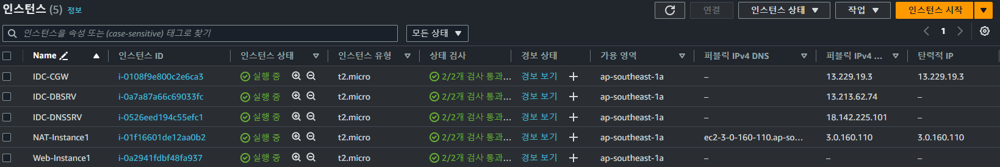 인스턴스 (5) 정보 연결 인스턴스 상태 작업 인스턴스 시작
인스턴스을 속성 또는 (case-sensitive) 태그로 찾기 모든 상태 1
Name 인스턴스 ID 인스턴스 상태 인스턴스 유형 상태 검사 경보 상태 가용 영역 퍼블릭 IPv4 DNS 퍼블릭 IPv4 ... 탄력적 IP
IDC-CGW i-0108f9e800c2e6ca3 실행 중 t2.micro 2/2개 검사 통과... 경보 보기 + ap-southeast-1a – 13.229.19.3 13.229.19.3
IDC-DBSRV i-0a7a87a66c69033fc 실행 중 t2.micro 2/2개 검사 통과... 경보 보기 + ap-southeast-1a – 13.213.62.74 –
IDC-DNSSRV i-0526eed194c55efc1 실행 중 t2.micro 2/2개 검사 통과... 경보 보기 + ap-southeast-1a – 18.142.225.101 –
NAT-Instance1 i-01f16601de12aa0b2 실행 중 t2.micro 2/2개 검사 통과... 경보 보기 + ap-southeast-1a ec2-3-0-160-110.ap-so... 3.0.160.110 3.0.160.110
Web-Instance1 i-0a2941fdbf48fa937 실행 중 t2.micro 2/2개 검사 통과... 경보 보기 + ap-southeast-1a – – –